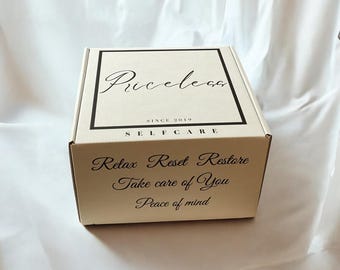 Priceless
SINCE 2019
SELFCARE
Relax Reset Restore
Take care of You
Peace of mind